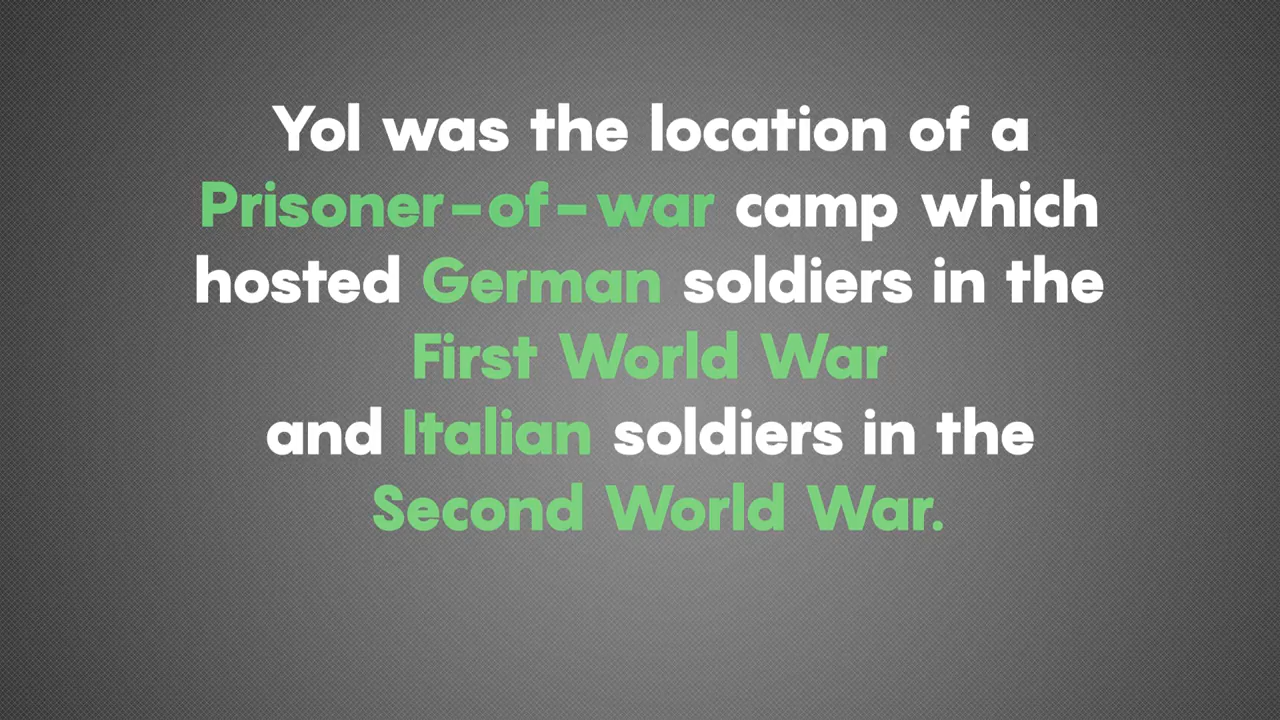 Yol was the location of a
Prisoner-of-war camp which
hosted German soldiers in the
First World War
and Italian soldiers in the
Second World War.